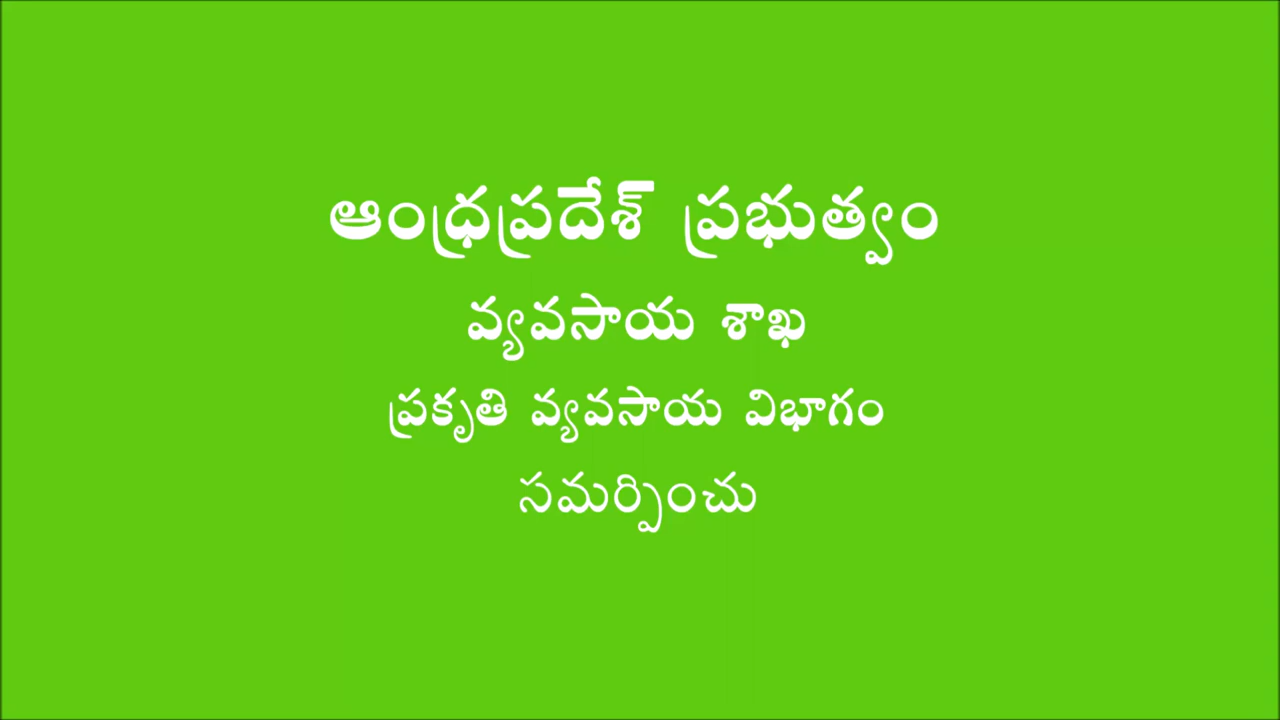 ఆంధ్రప్రదేశ్ ప్రభుత్వం
వ్యవసాయ శాఖ
ప్రకృతి వ్యవసాయ విభాగం
సమర్పించు